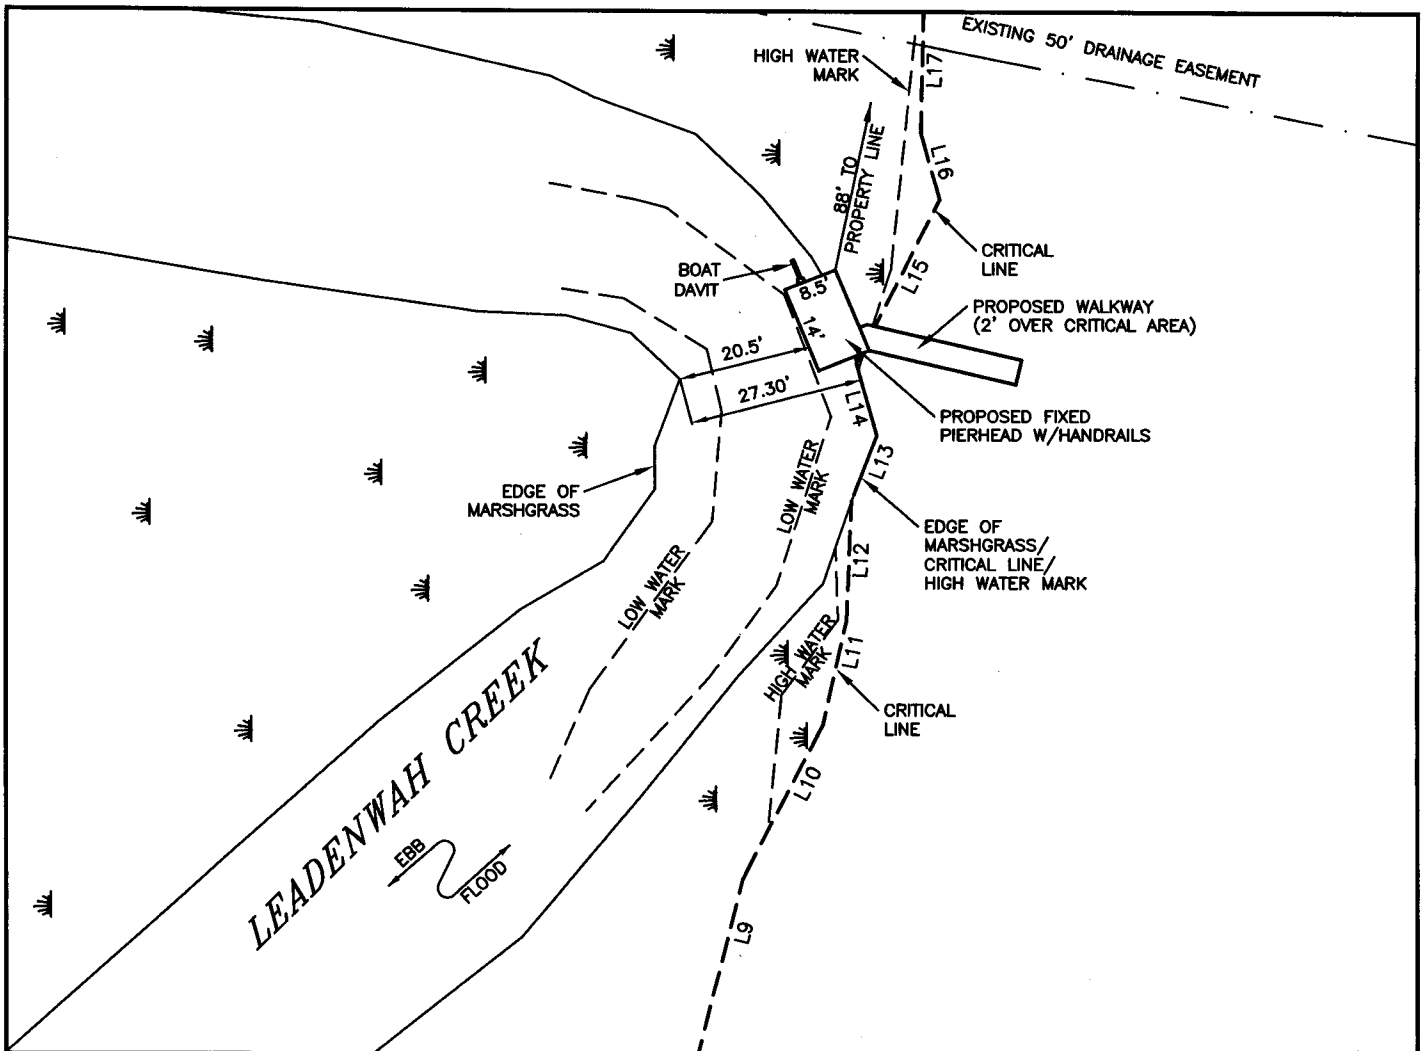 EXISTING 50' DRAINAGE EASEMENT
HIGH WATER
MARK
L17
L16
88' TO
PROPERTY LINE
CRITICAL
LINE
L15
BOAT
DAVIT
8.5'
14'
PROPOSED WALKWAY
(2' OVER CRITICAL AREA)
20.5'
27.30'
L14
PROPOSED FIXED
PIERHEAD W/HANDRAILS
L13
LOW WATER
MARK
EDGE OF
MARSHGRASS
EDGE OF
MARSHGRASS/
CRITICAL LINE/
HIGH WATER MARK
L12
LOW WATER
MARK
HIGH WATER
MARK
L11
CRITICAL
LINE
LEADENWAH CREEK
L10
EBB
FLOOD
L9